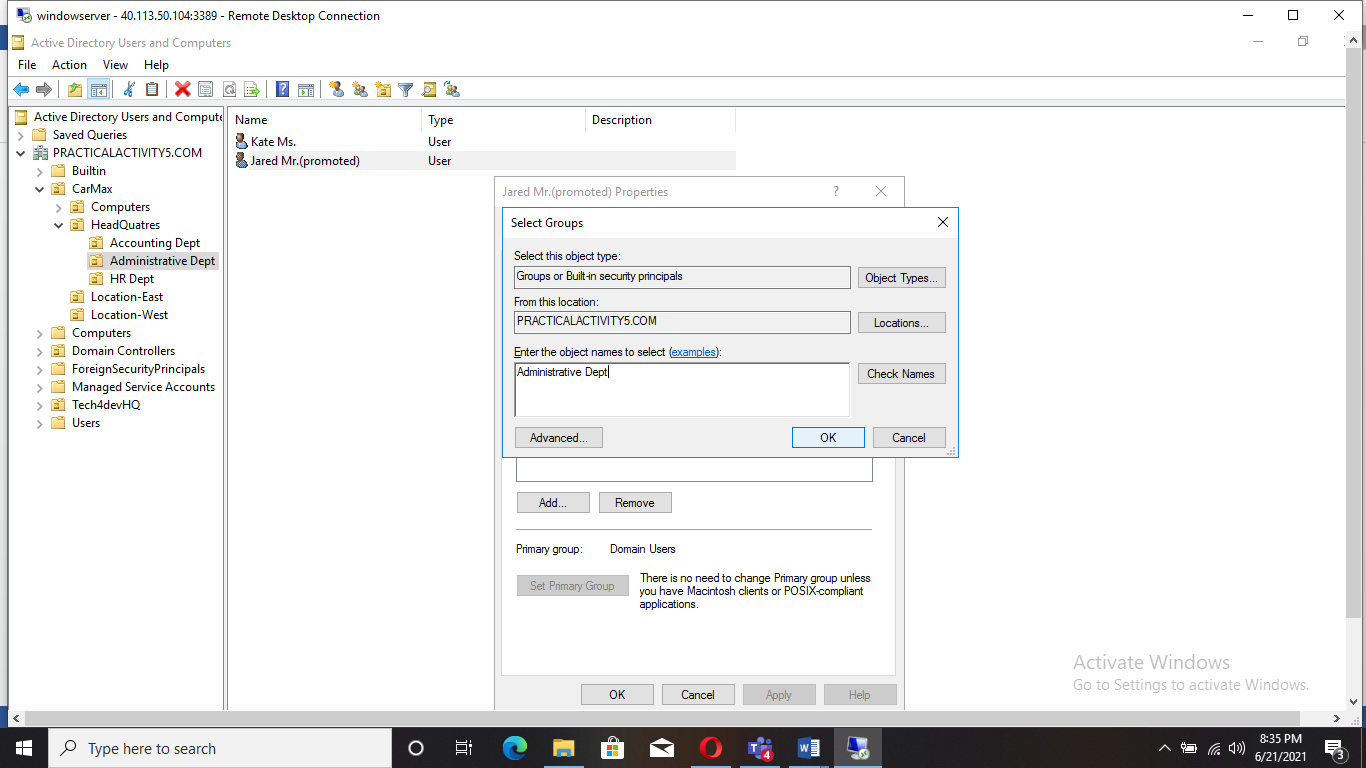 windowserver - 40.113.50.104:3389 - Remote Desktop Connection
Active Directory Users and Computers
File Action View Help
Active Directory Users and Compute
Saved Queries
PRACTICALACTIVITY5.COM
Builtin
CarMax
Computers
HeadQuatres
Accounting Dept
Administrative Dept
HR Dept
Location-East
Location-West
Computers
Domain Controllers
ForeignSecurityPrincipals
Managed Service Accounts
Tech4devHQ
Users
Name Type Description
Kate Ms. User
Jared Mr.(promoted) User
Jared Mr.(promoted) Properties ?
Select Groups
Select this object type:
Groups or Built-in security principals Object Types...
From this location:
PRACTICALACTIVITY5.COM Locations...
Enter the object names to select (examples):
Administrative Dept Check Names
Advanced... OK Cancel
Add... Remove
Primary group: Domain Users
Set Primary Group
There is no need to change Primary group unless
you have Macintosh clients or POSIX-compliant
applications.
OK Cancel Apply Help
Activate Windows
Go to Settings to activate Windows.
Type here to search
4
8:35 PM
6/21/2021
3